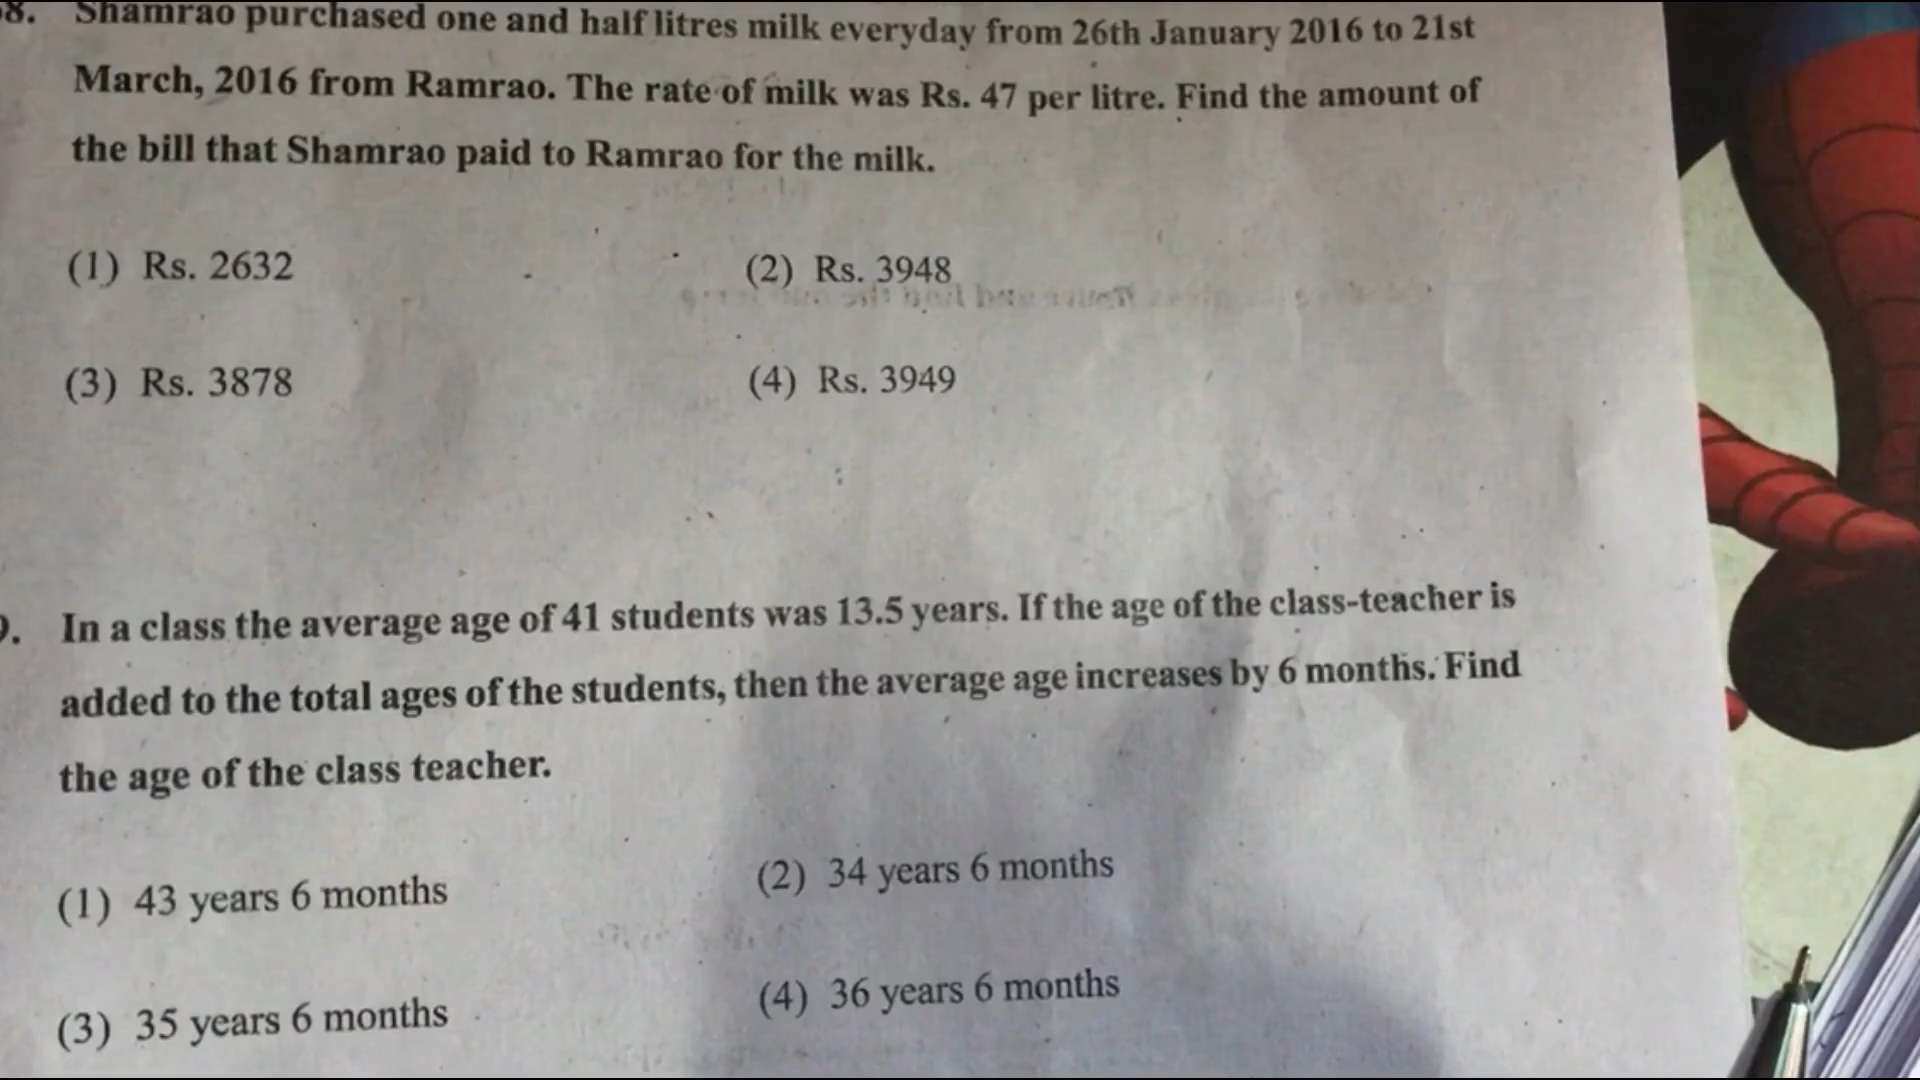 8. Shamrao purchased one and half litres milk everyday from 26th January 2016 to 21st
March, 2016 from Ramrao. The rate of milk was Rs. 47 per litre. Find the amount of
the bill that Shamrao paid to Ramrao for the milk.
(1) Rs. 2632 (2) Rs. 3948
(3) Rs. 3878 (4) Rs. 3949
. In a class the average age of 41 students was 13.5 years. If the age of the class-teacher is
added to the total ages of the students, then the average age increases by 6 months. Find
the age of the class teacher.
(1) 43 years 6 months (2) 34 years 6 months
(3) 35 years 6 months (4) 36 years 6 months